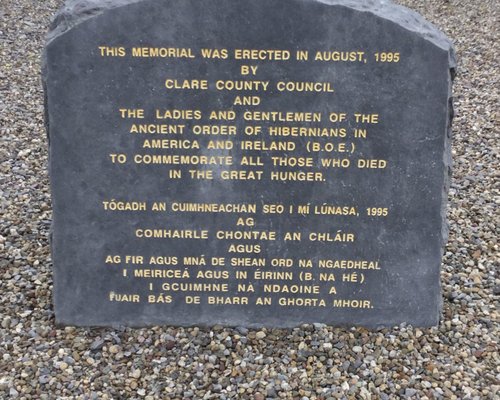 THIS MEMORIAL WAS ERECTED IN AUGUST, 1995
BY
CLARE COUNTY COUNCIL
AND
THE LADIES AND GENTLEMEN OF THE
ANCIENT ORDER OF HIBERNIANS IN
AMERICA AND IRELAND (B.O.E.)
TO COMMEMORATE ALL THOSE WHO DIED
IN THE GREAT HUNGER.
TÓGADH AN CUIMHNEACHÁN SEO I MÍ LÚNASA, 1995
AG
COMHAIRLE CHONTAE AN CHLÁIR
AGUS
AG FIR AGUS MNÁ DE SHEAN ORD NA NGAEDHEAL
I MEIRICEÁ AGUS IN ÉIRINN (B. NA HÉ)
I GCUIMHNE NA NDAOINE A
FUAIR BÁS DE BHARR AN GHORTA MHOIR.